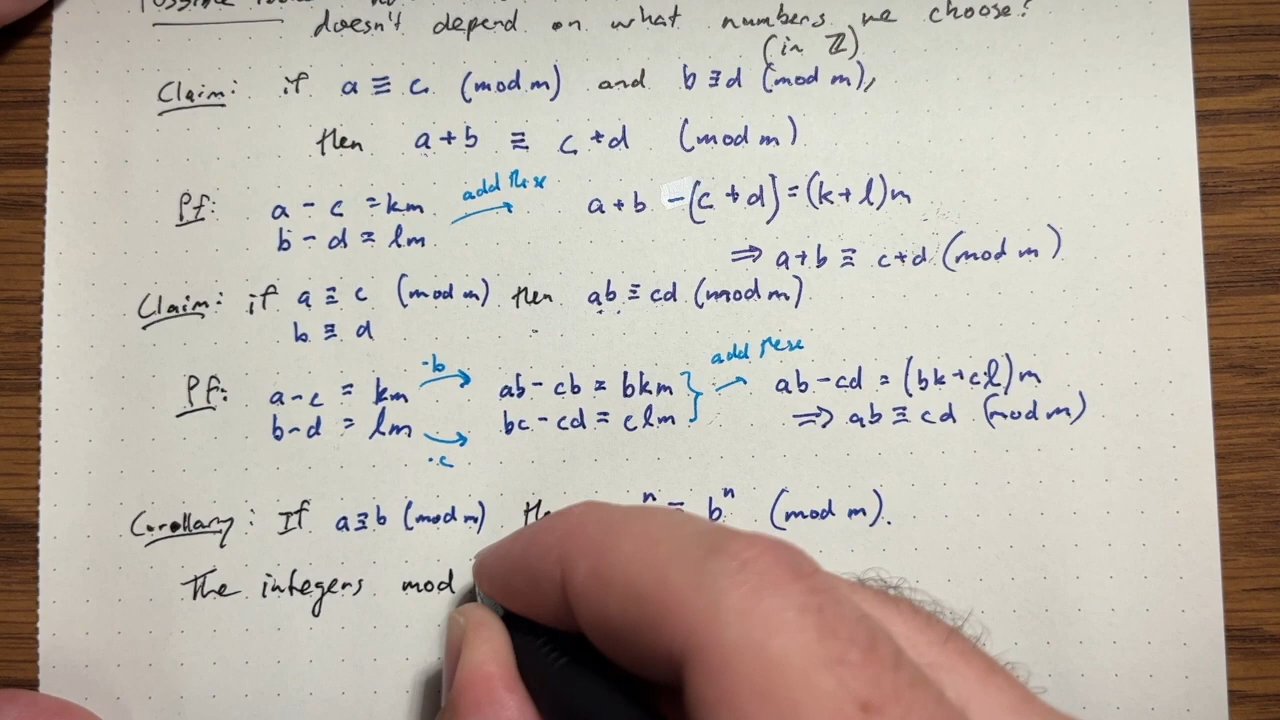 doesn't depend on what numbers we choose?
(in ℤ)
Claim: if a ≡ c (mod m) and b ≡ d (mod m),
then a + b ≡ c + d (mod m)
Pf: a - c = km add these a + b - (c + d) = (k + l)m
b - d = lm
⇒ a + b ≡ c + d (mod m)
Claim: if a ≡ c (mod m) then ab ≡ cd (mod m)
b ≡ d
Pf: a - c = km ·b ab - cb = bkm } add these ab - cd = (bk + cl)m
b - d = lm ·c bc - cd = clm ⇒ ab ≡ cd (mod m)
Corollary: If a ≡ b (mod m) n ≡ bⁿ (mod m).
The integers mod